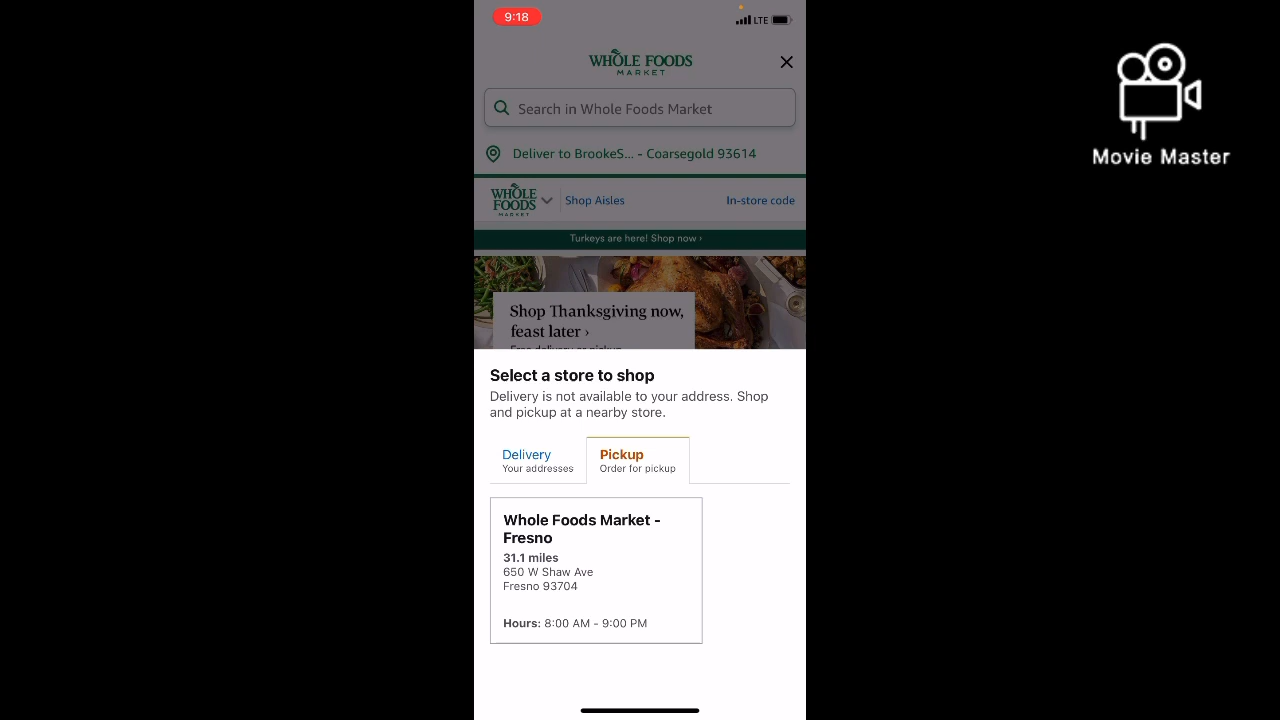 9:18
LTE
WHOLE FOODS
MARKET
Search in Whole Foods Market
Deliver to BrookeS... - Coarsegold 93614
WHOLE
FOODS
MARKET
Shop Aisles
In-store code
Turkeys are here! Shop now ›
Shop Thanksgiving now,
feast later ›
Free delivery or pickup
Select a store to shop
Delivery is not available to your address. Shop
and pickup at a nearby store.
Delivery
Your addresses
Pickup
Order for pickup
Whole Foods Market -
Fresno
31.1 miles
650 W Shaw Ave
Fresno 93704
Hours: 8:00 AM - 9:00 PM
Movie Master